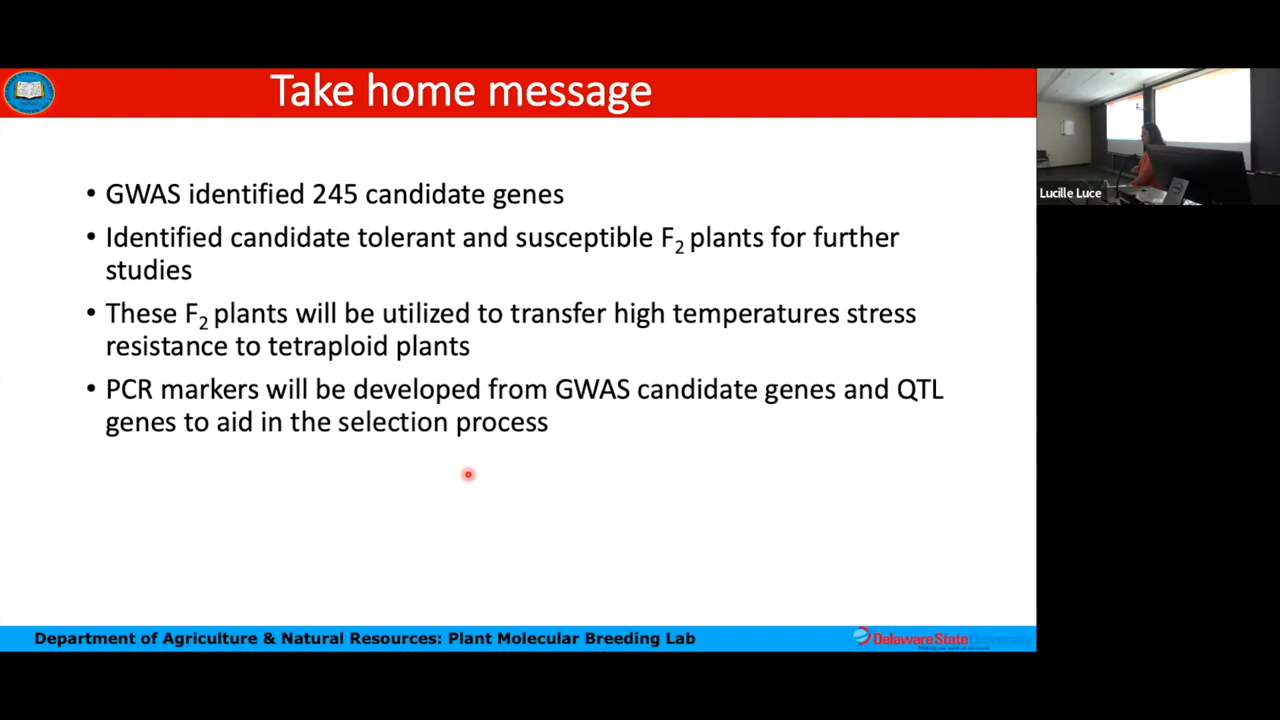 Take home message
• GWAS identified 245 candidate genes
• Identified candidate tolerant and susceptible F₂ plants for further
studies
• These F₂ plants will be utilized to transfer high temperatures stress
resistance to tetraploid plants
• PCR markers will be developed from GWAS candidate genes and QTL
genes to aid in the selection process
Lucille Luce
Department of Agriculture & Natural Resources: Plant Molecular Breeding Lab
DelawareState University